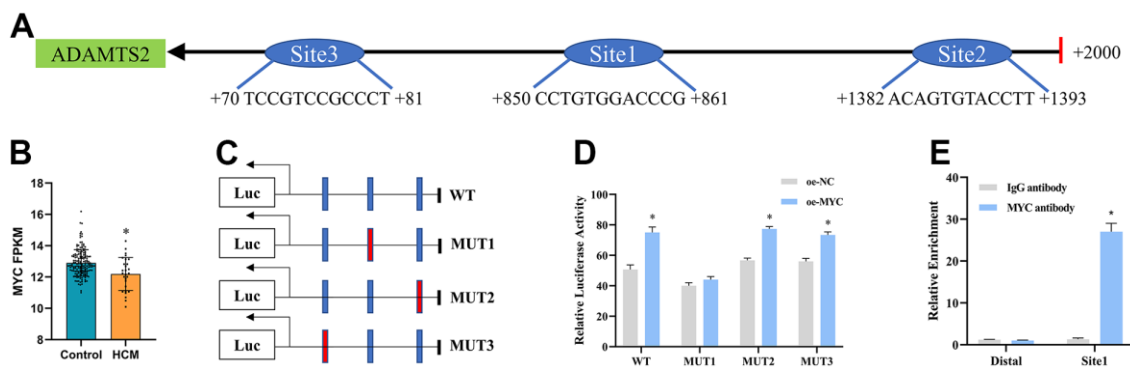 A
ADAMTS2
Site3
Site1
Site2
+2000
+70 TCCGTCCGCCCT +81
+850 CCTGTGGACCCG +861
+1382 ACAGTGTACCTT +1393
B
MYC FPKM
18
16
14
12
10
8
*
Control
HCM
C
Luc
WT
Luc
MUT1
Luc
MUT2
Luc
MUT3
D
oe-NC
oe-MYC
Relative Luciferase Activity
100
80
60
40
20
0
*
*
*
WT
MUT1
MUT2
MUT3
E
IgG antibody
MYC antibody
Relative Enrichment
40
30
20
10
0
*
Distal
Site1